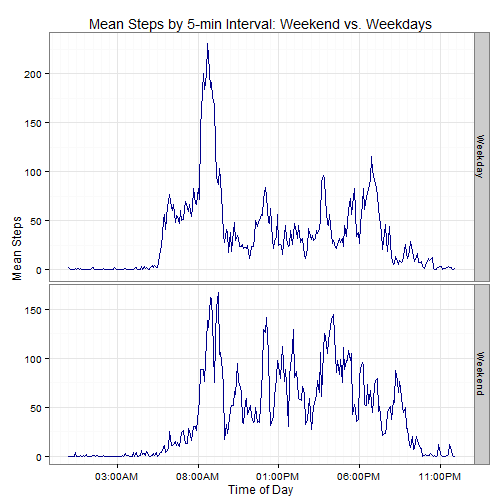 Mean Steps by 5-min Interval: Weekend vs. Weekdays
200
150
100
50
0
Weekday
Mean Steps
150
100
50
0
Weekend
03:00AM 08:00AM 01:00PM 06:00PM 11:00PM
Time of Day